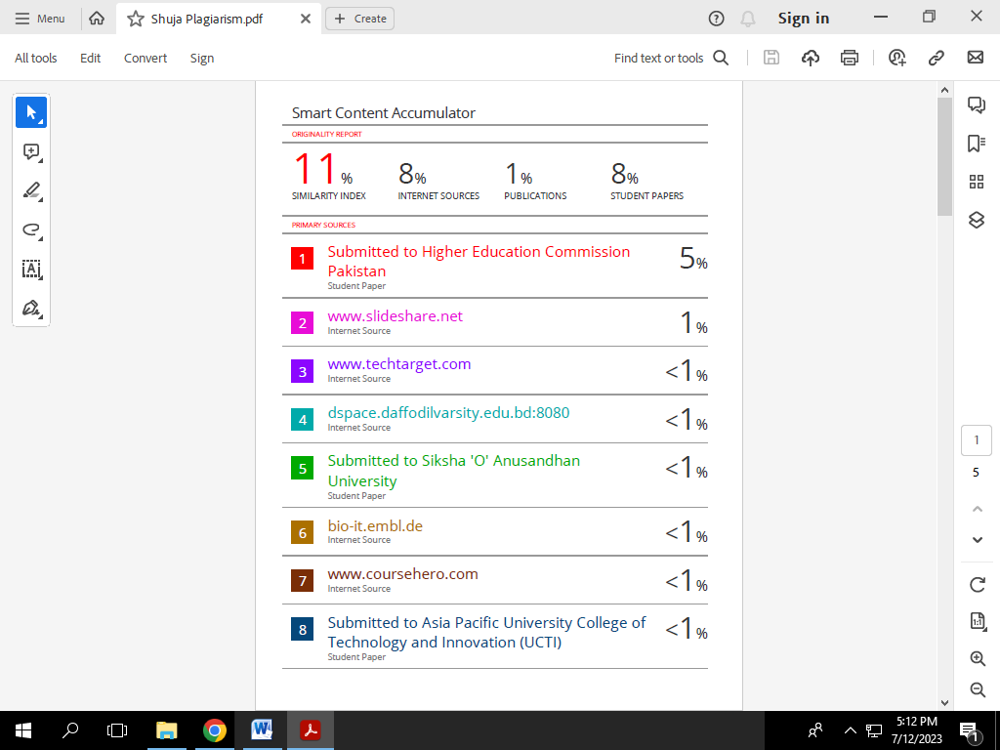 Menu
Shuja Plagiarism.pdf
Create
Sign in
All tools
Edit
Convert
Sign
Find text or tools
Smart Content Accumulator
ORIGINALITY REPORT
11%
SIMILARITY INDEX
8%
INTERNET SOURCES
1%
PUBLICATIONS
8%
STUDENT PAPERS
PRIMARY SOURCES
1
Submitted to Higher Education Commission
Pakistan
Student Paper
5%
2
www.slideshare.net
Internet Source
1%
3
www.techtarget.com
Internet Source
<1%
4
dspace.daffodilvarsity.edu.bd:8080
Internet Source
<1%
5
Submitted to Siksha 'O' Anusandhan
University
Student Paper
<1%
6
bio-it.embl.de
Internet Source
<1%
7
www.coursehero.com
Internet Source
<1%
8
Submitted to Asia Pacific University College of
Technology and Innovation (UCTI)
Student Paper
<1%
1
5
1:1
5:12 PM
7/12/2023
1